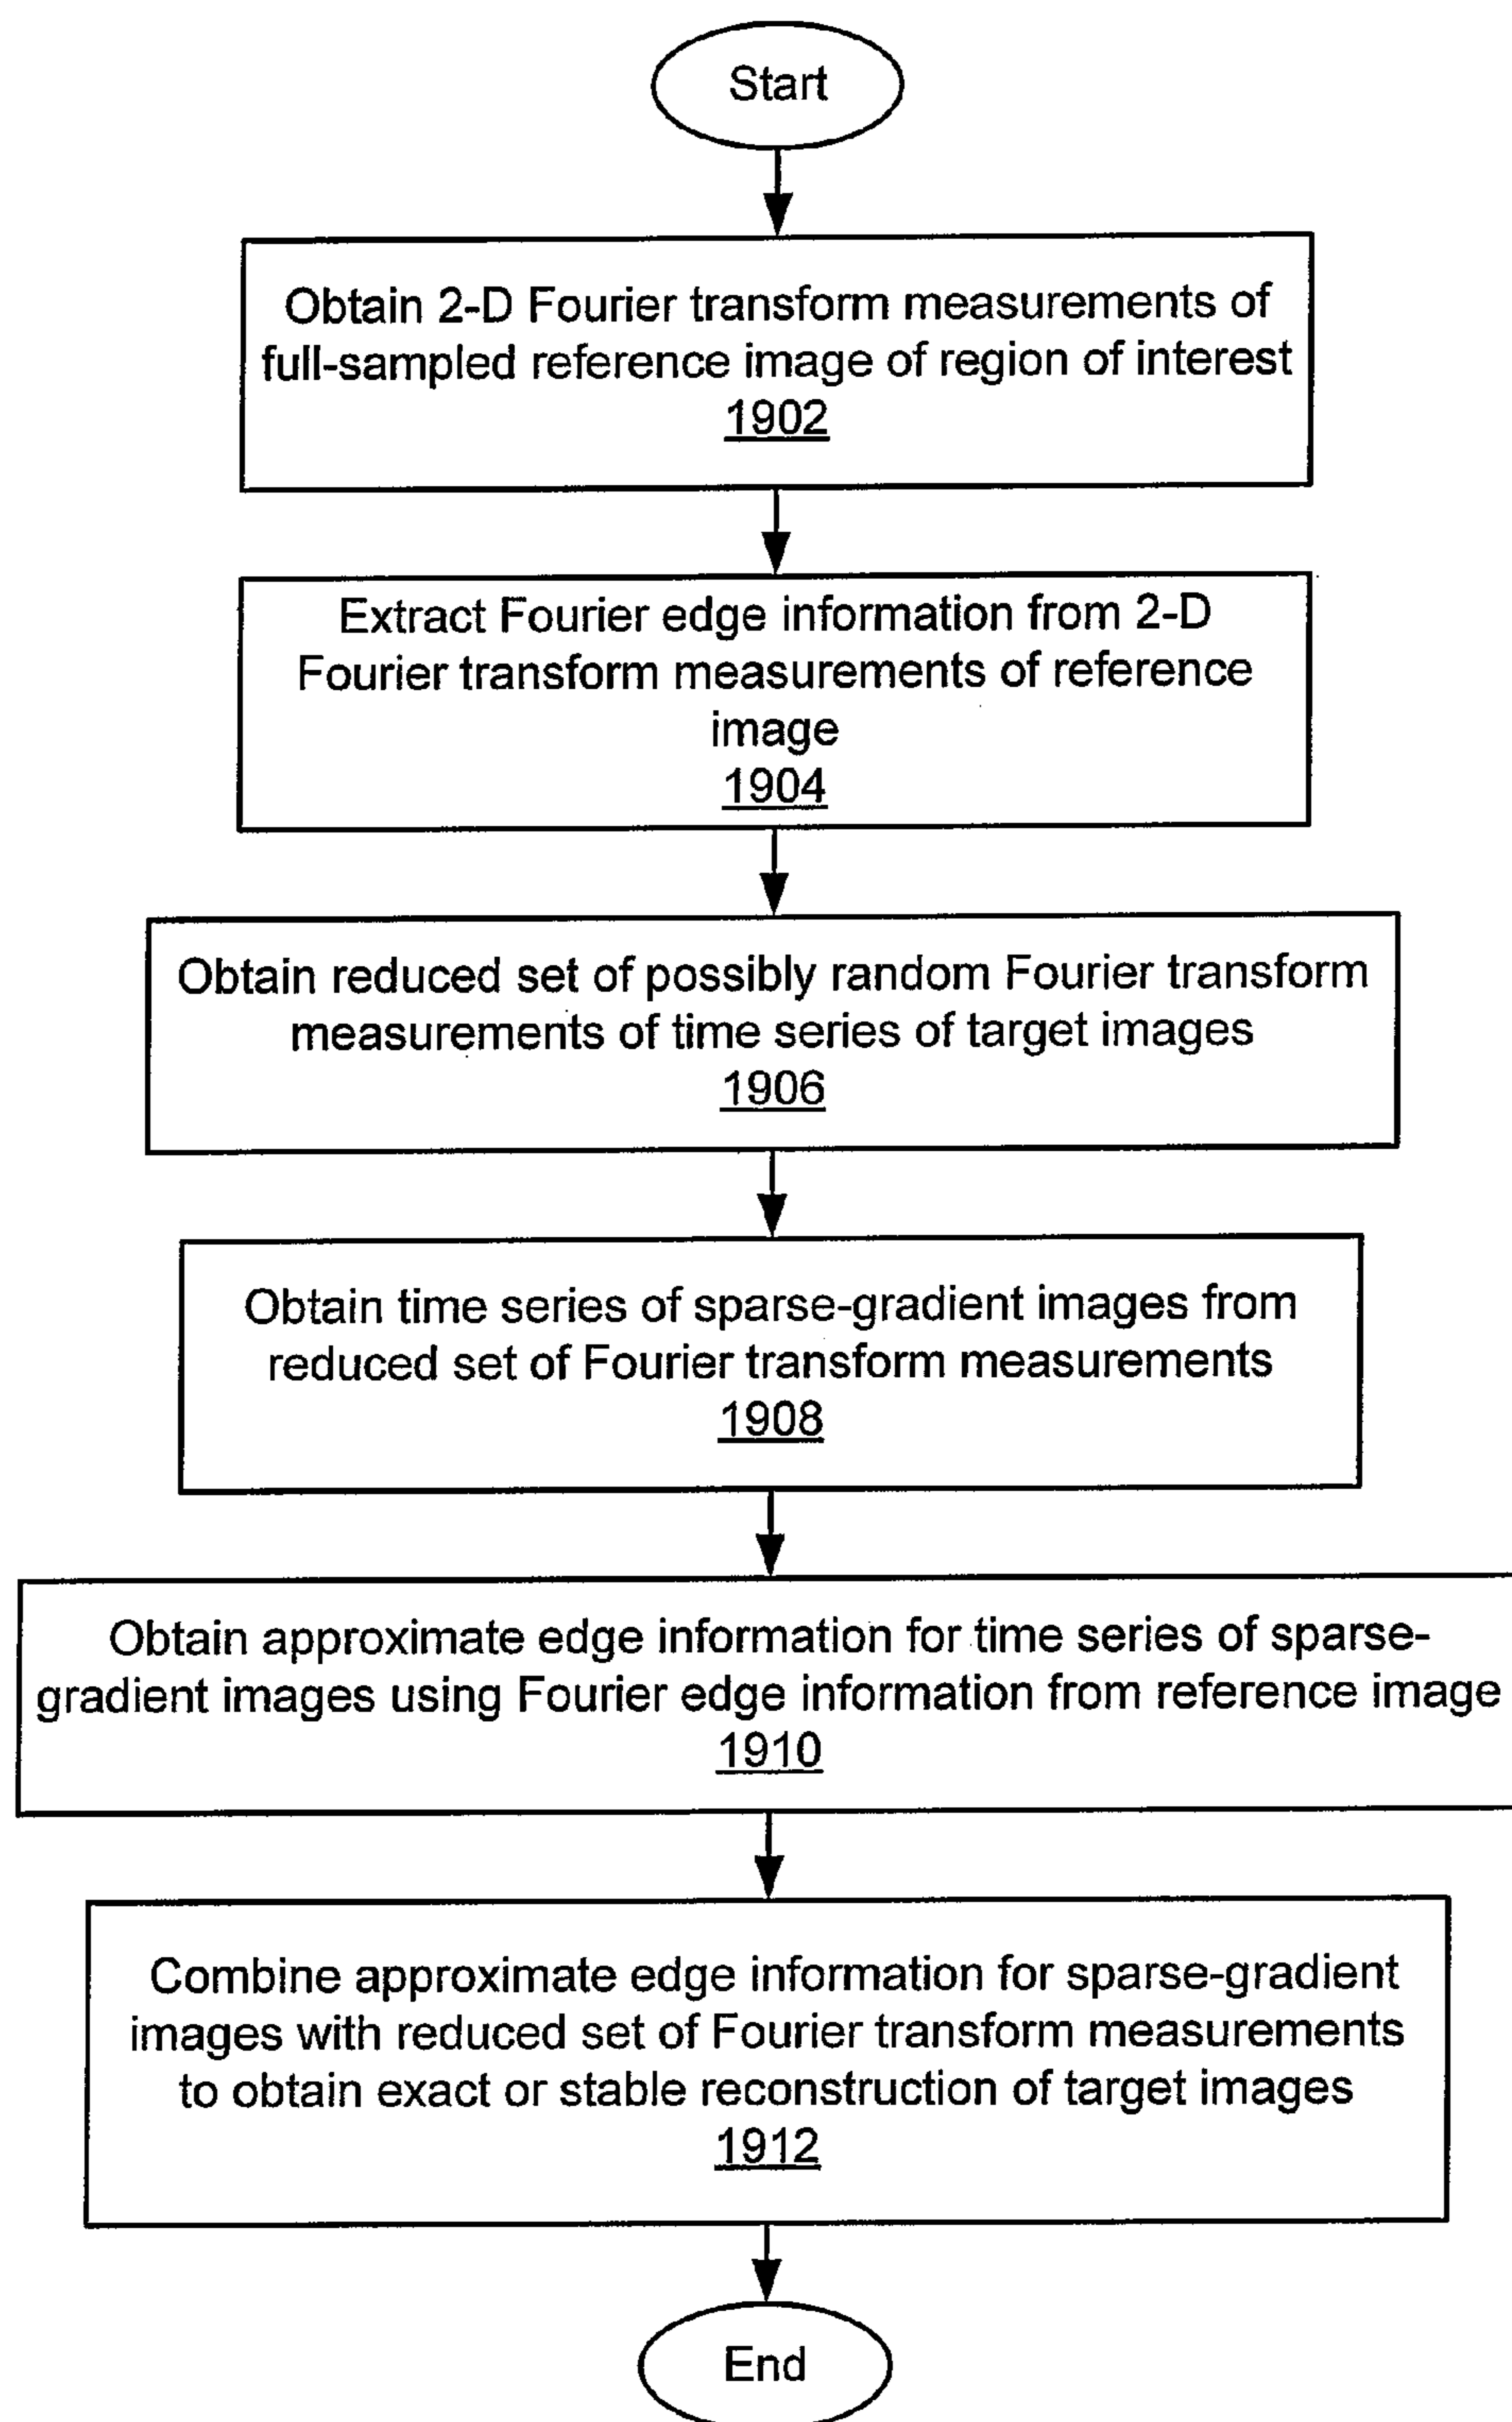 Start
Obtain 2-D Fourier transform measurements of
full-sampled reference image of region of interest
1902
Extract Fourier edge information from 2-D
Fourier transform measurements of reference
image
1904
Obtain reduced set of possibly random Fourier transform
measurements of time series of target images
1906
Obtain time series of sparse-gradient images from
reduced set of Fourier transform measurements
1908
Obtain approximate edge information for time series of sparse-
gradient images using Fourier edge information from reference image
1910
Combine approximate edge information for sparse-gradient
images with reduced set of Fourier transform measurements
to obtain exact or stable reconstruction of target images
1912
End